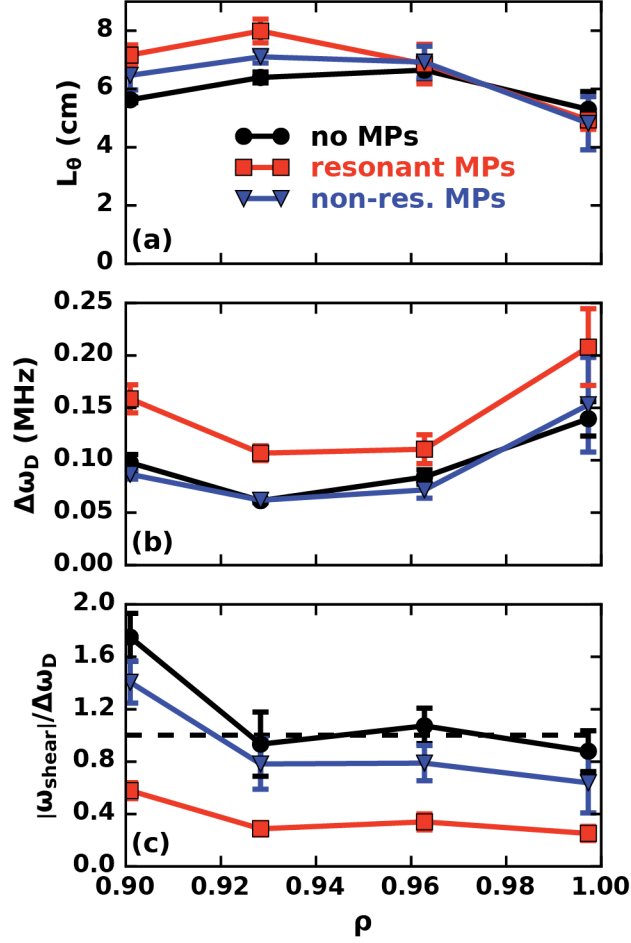 8
6
4
2
0
L_θ (cm)
no MPs
resonant MPs
non-res. MPs
(a)
0.25
0.20
0.15
0.10
0.05
0.00
Δω_D (MHz)
(b)
2.0
1.6
1.2
0.8
0.4
0.0
|ω_shear|/Δω_D
(c)
0.90 0.92 0.94 0.96 0.98 1.00
ρ